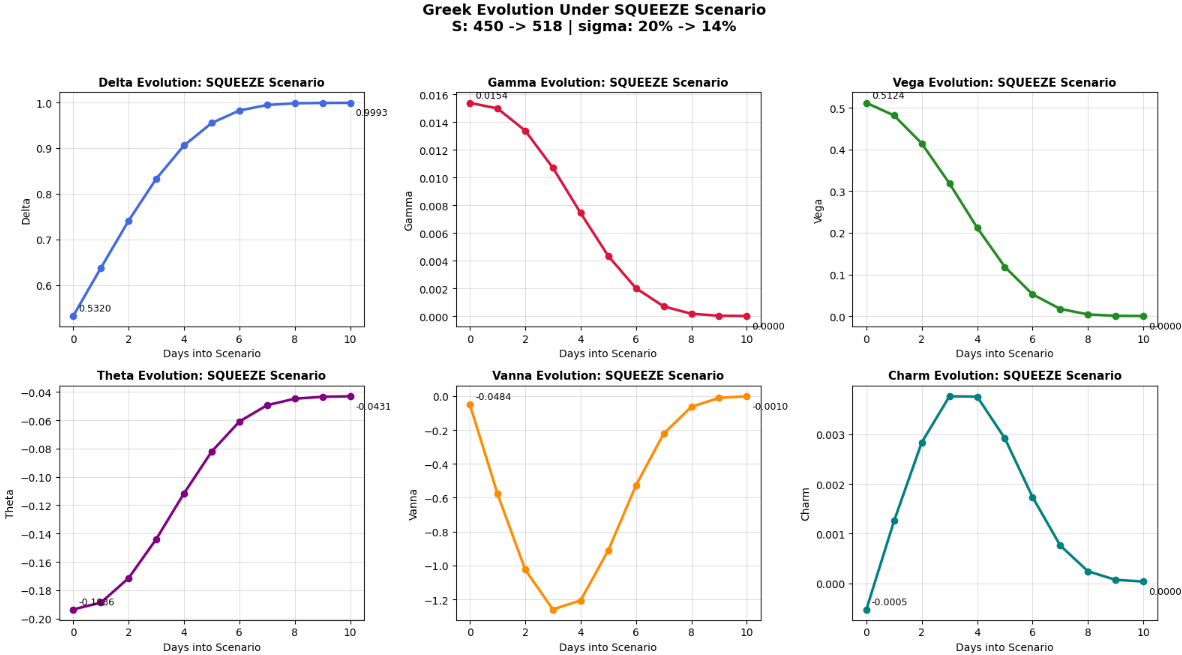 Greek Evolution Under SQUEEZE Scenario
S: 450 -> 518 | sigma: 20% -> 14%
Delta Evolution: SQUEEZE Scenario
1.0
0.9
0.8
0.7
0.6
Delta
0.5320
0.9993
0 2 4 6 8 10
Days into Scenario
Gamma Evolution: SQUEEZE Scenario
0.016
0.014
0.012
0.010
0.008
0.006
0.004
0.002
0.000
Gamma
0.0154
0.0000
0 2 4 6 8 10
Days into Scenario
Vega Evolution: SQUEEZE Scenario
0.5
0.4
0.3
0.2
0.1
0.0
Vega
0.5124
0.0000
0 2 4 6 8 10
Days into Scenario
Theta Evolution: SQUEEZE Scenario
−0.04
−0.06
−0.08
−0.10
−0.12
−0.14
−0.16
−0.18
−0.20
Theta
-0.0431
0 2 4 6 8 10
Days into Scenario
Vanna Evolution: SQUEEZE Scenario
0.0
−0.2
−0.4
−0.6
−0.8
−1.0
−1.2
Vanna
-0.0484
-0.0010
0 2 4 6 8 10
Days into Scenario
Charm Evolution: SQUEEZE Scenario
0.003
0.002
0.001
0.000
Charm
-0.0005
0.0000
0 2 4 6 8 10
Days into Scenario